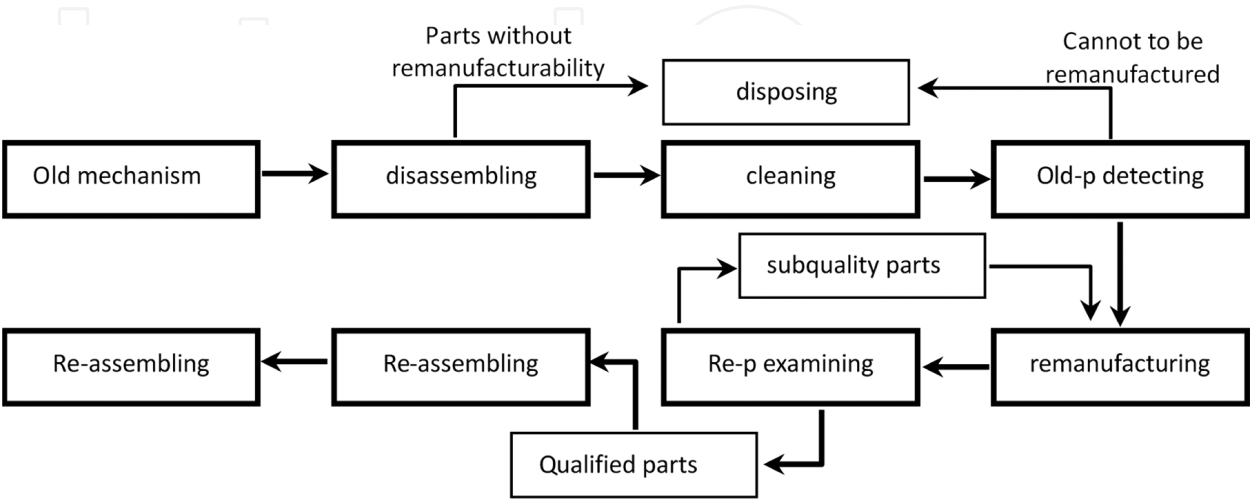 Parts without
remanufacturability
Cannot to be
remanufactured
disposing
Old mechanism
disassembling
cleaning
Old-p detecting
subquality parts
Re-assembling
Re-assembling
Re-p examining
remanufacturing
Qualified parts